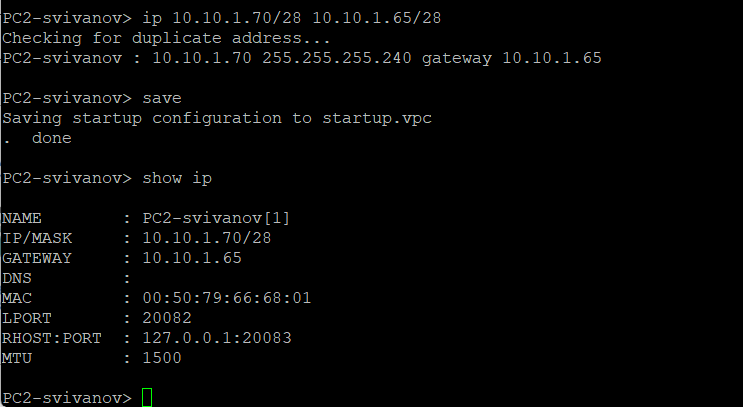 PC2-svivanov> ip 10.10.1.70/28 10.10.1.65/28
Checking for duplicate address...
PC2-svivanov : 10.10.1.70 255.255.255.240 gateway 10.10.1.65
PC2-svivanov> save
Saving startup configuration to startup.vpc
.  done
PC2-svivanov> show ip
NAME        : PC2-svivanov[1]
IP/MASK     : 10.10.1.70/28
GATEWAY     : 10.10.1.65
DNS         :
MAC         : 00:50:79:66:68:01
LPORT       : 20082
RHOST:PORT  : 127.0.0.1:20083
MTU         : 1500
PC2-svivanov>